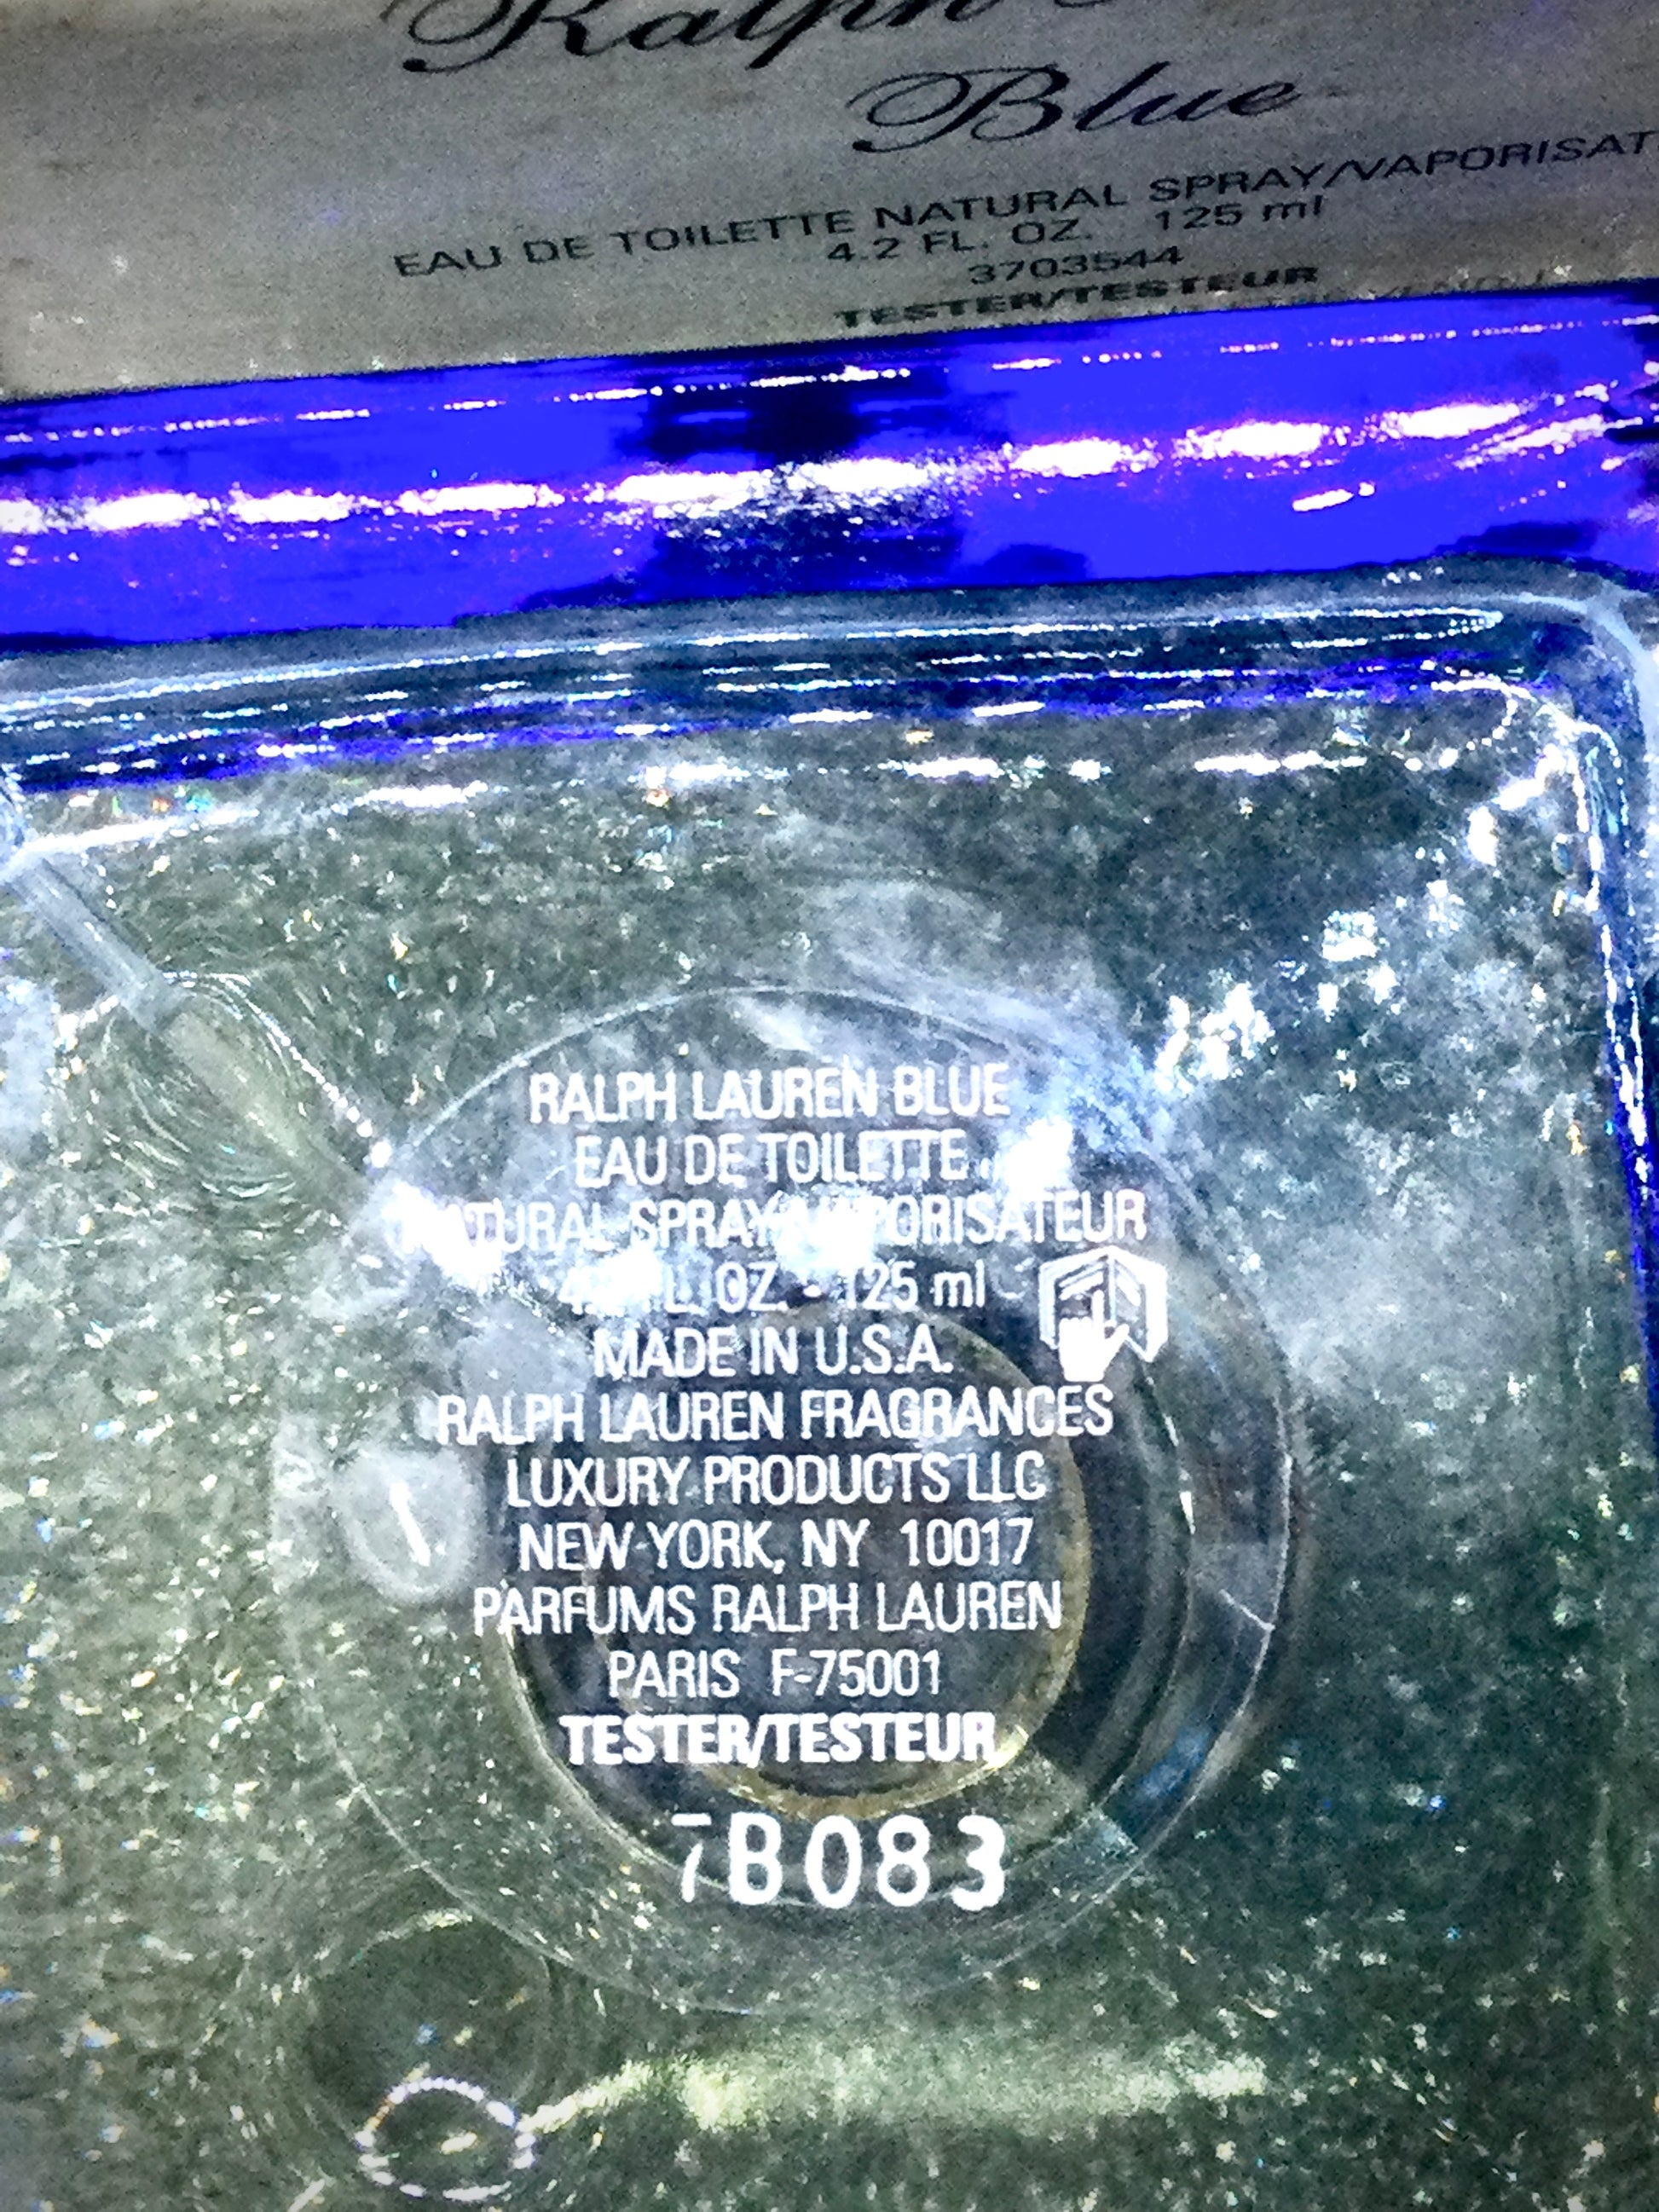 Ralph
Blue
EAU DE TOILETTE NATURAL SPRAY/VAPORISAT
4.2 FL. OZ. 125 ml
3703544
TESTER/TESTEUR
RALPH LAUREN BLUE
EAU DE TOILETTE
NATURAL SPRAY/VAPORISATEUR
OZ. - 125 ml
MADE IN U.S.A.
RALPH LAUREN FRAGRANCES
LUXURY PRODUCTS LLC
NEW YORK, NY 10017
PARFUMS RALPH LAUREN
PARIS F-75001
TESTER/TESTEUR
7B083